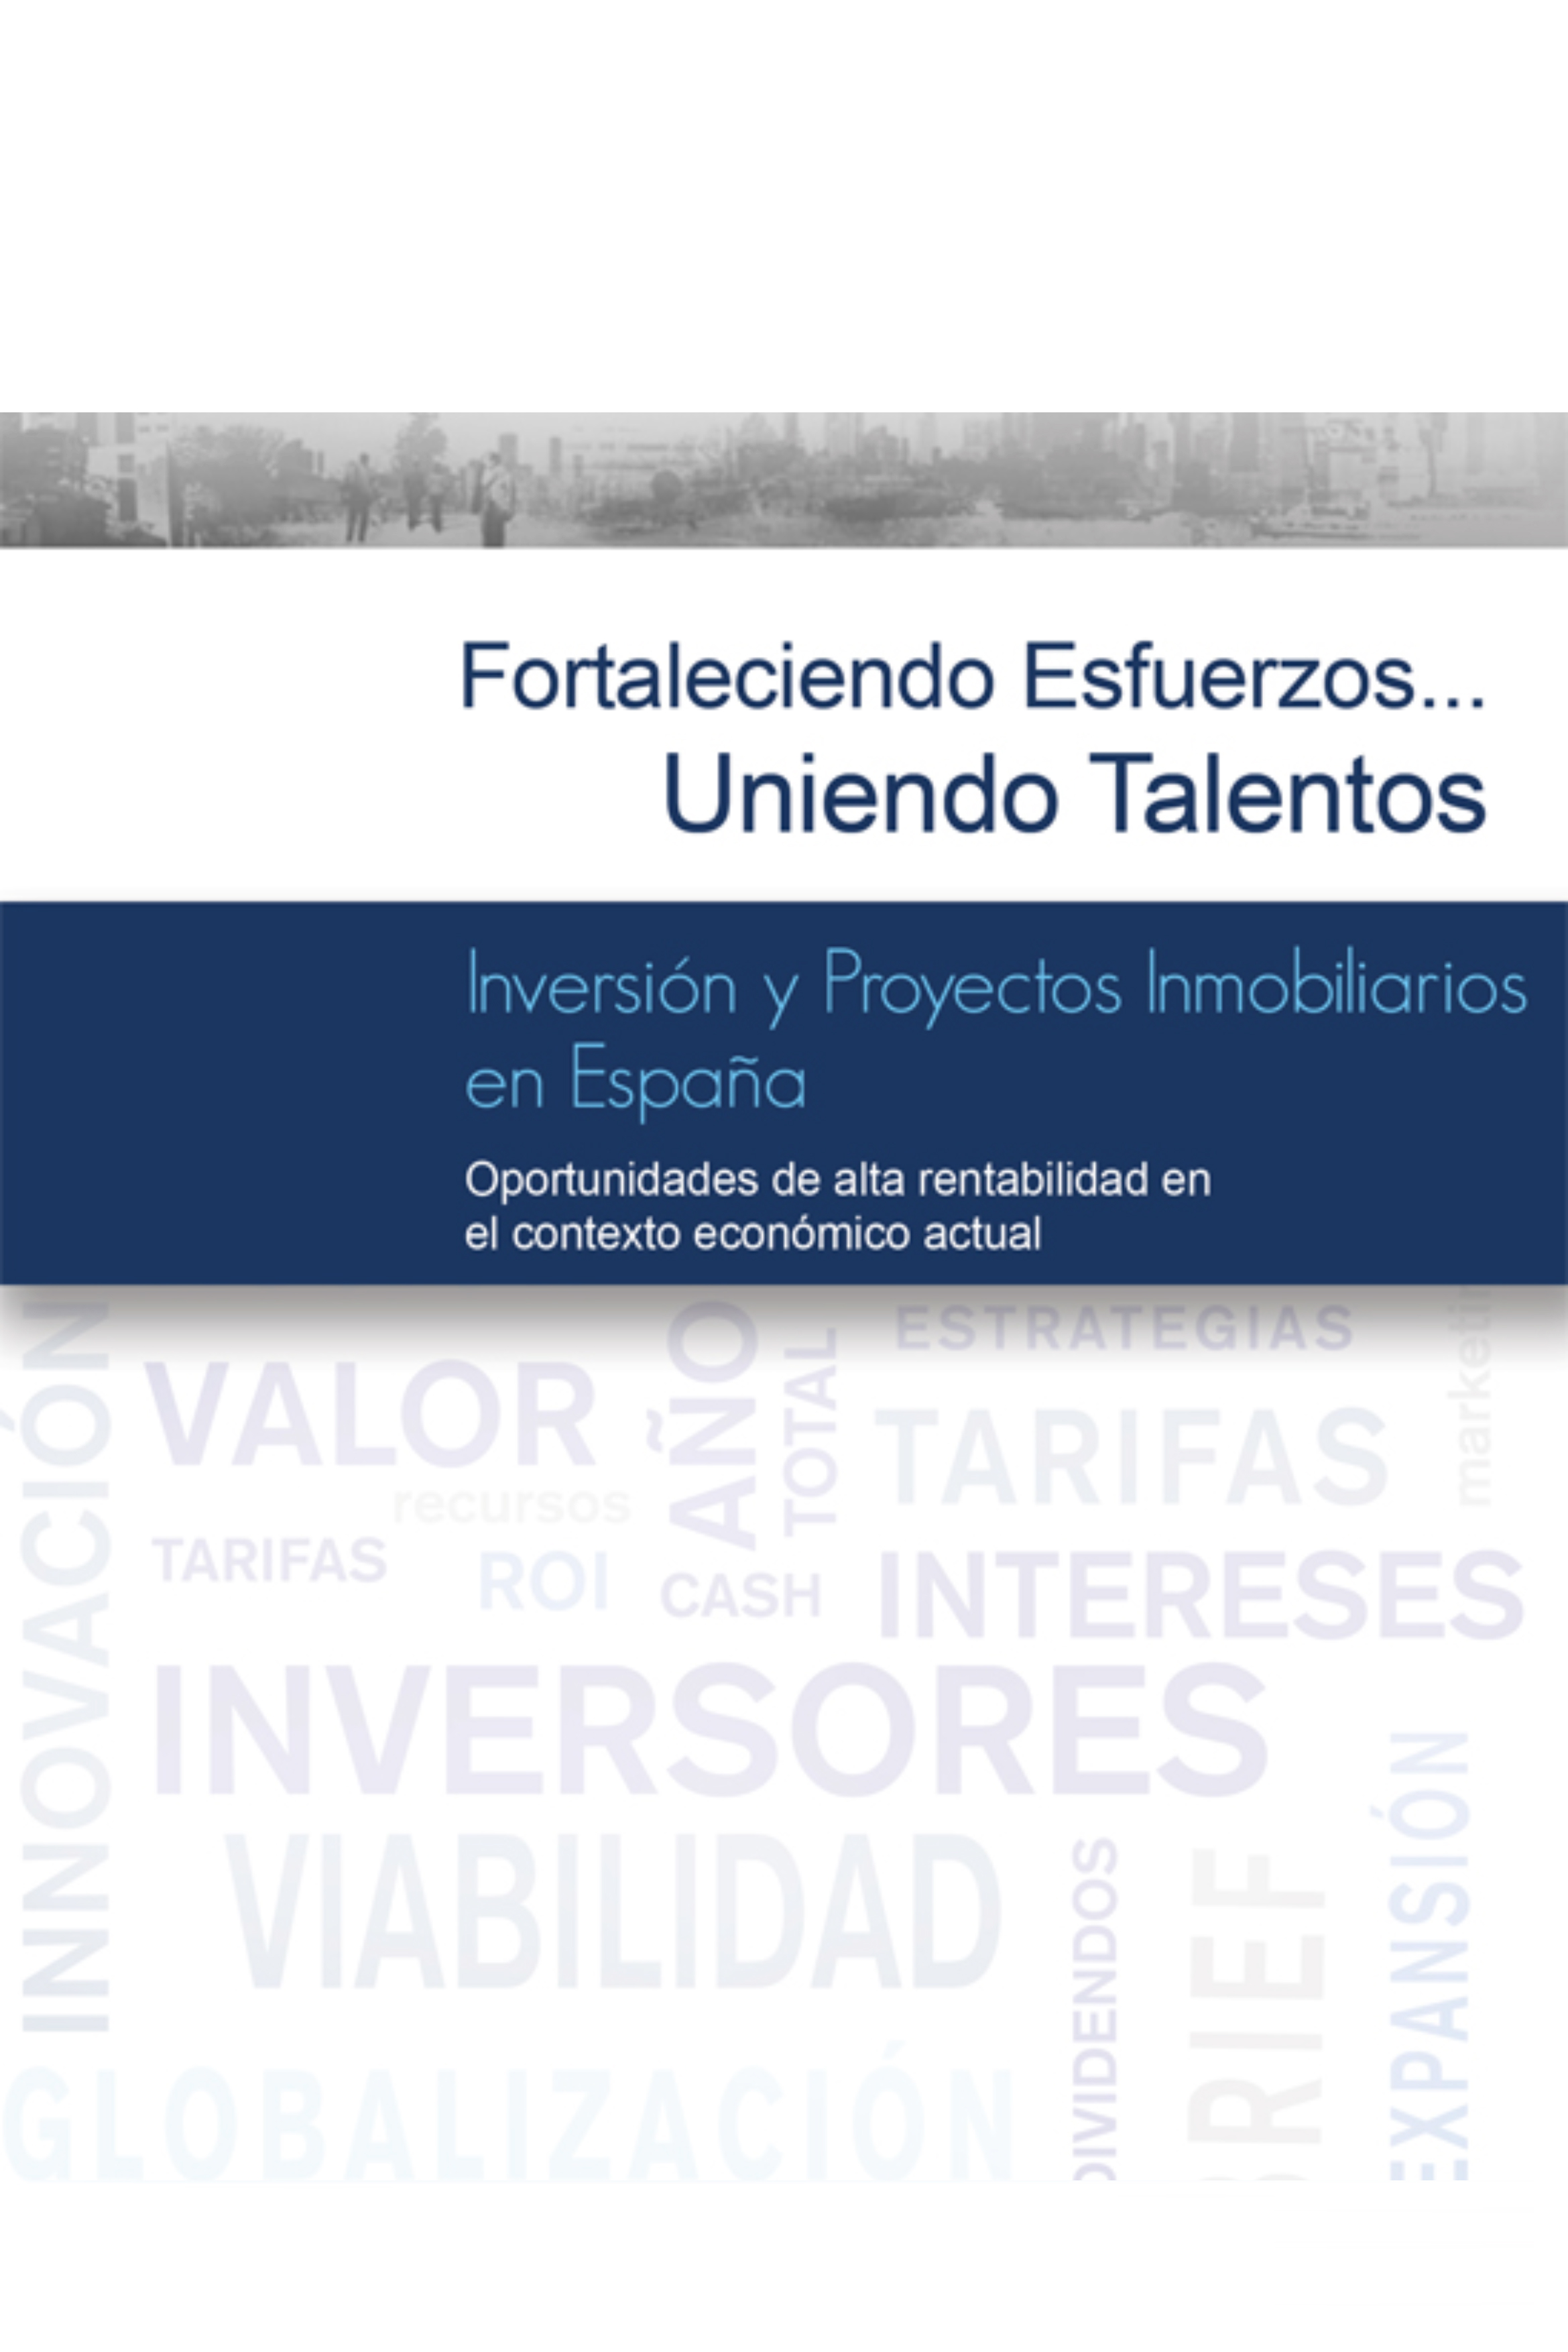 Fortaleciendo Esfuerzos...
Uniendo Talentos
Inversión y Proyectos Inmobiliarios
en España
Oportunidades de alta rentabilidad en
el contexto económico actual
INNOVACIÓN
VALOR
AÑO
TOTAL
ESTRATEGIAS
TARIFAS
recursos
TARIFAS
ROI
CASH
INTERESES
INVERSORES
VIABILIDAD
DIVIDENDOS
EXPANSIÓN
GLOBALIZACIÓN